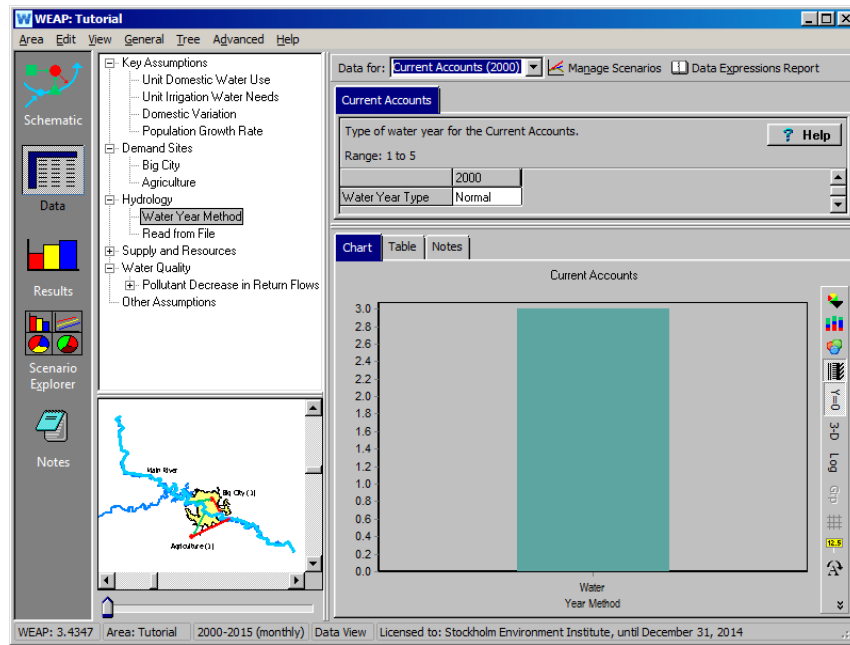 WEAP: Tutorial
Area Edit View General Tree Advanced Help
Schematic
Data
Results
Scenario
Explorer
Notes
Key Assumptions
Unit Domestic Water Use
Unit Irrigation Water Needs
Domestic Variation
Population Growth Rate
Demand Sites
Big City
Agriculture
Hydrology
Water Year Method
Read from File
Supply and Resources
Water Quality
Pollutant Decrease in Return Flows
Other Assumptions
Main River
Big City (1)
Agriculture (1)
Data for: Current Accounts (2000) Manage Scenarios Data Expressions Report
Current Accounts
Type of water year for the Current Accounts.
Help
Range: 1 to 5
2000
Water Year Type Normal
Chart Table Notes
Current Accounts
3.0
2.8
2.6
2.4
2.2
2.0
1.8
1.6
1.4
1.2
1.0
0.8
0.6
0.4
0.2
0.0
Water
Year Method
Y=0
3-D
Log
Grp
12.5
WEAP: 3.4347 Area: Tutorial 2000-2015 (monthly) Data View Licensed to: Stockholm Environment Institute, until December 31, 2014